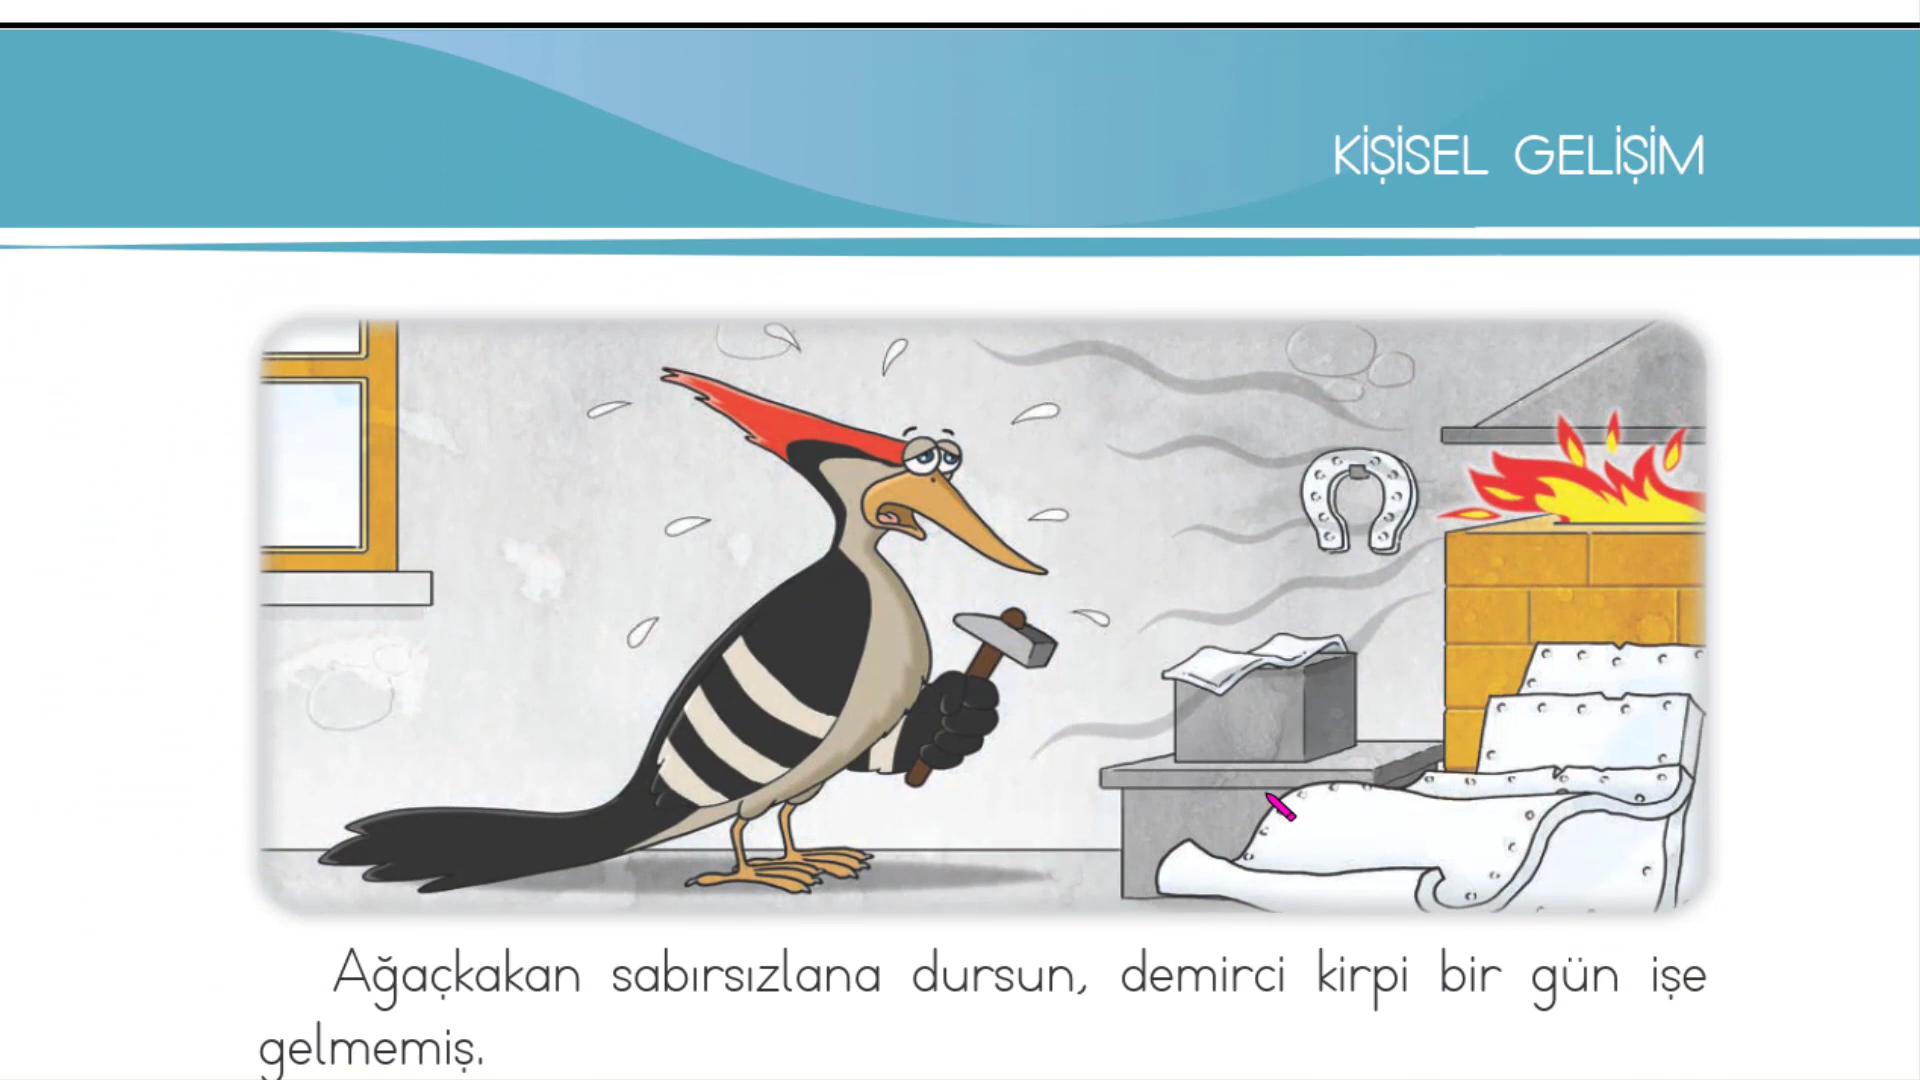 KİŞİSEL GELİŞİM
Ağaçkakan sabırsızlana dursun, demirci kirpi bir gün işe
gelmemiş.